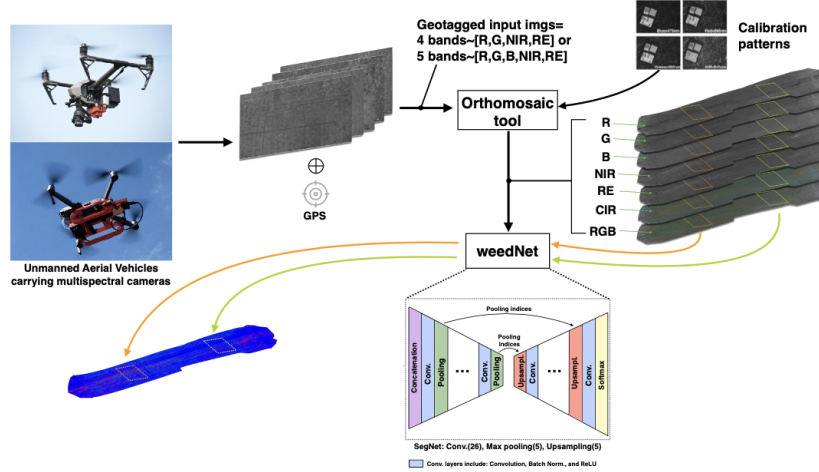 Geotagged input imgs=
4 bands~[R,G,NIR,RE] or
5 bands~[R,G,B,NIR,RE]
Calibration
patterns
Orthomosaic
tool
GPS
R
G
B
NIR
RE
CIR
RGB
Unmanned Aerial Vehicles
carrying multispectral cameras
weedNet
Pooling indices
Pooling
indices
Concatenation
Conv.
Pooling
...
Conv.
Pooling
Upsampl.
Conv.
...
Upsampl.
Conv.
Softmax
SegNet: Conv.(26), Max pooling(5), Upsampling(5)
Conv. layers include: Convolution, Batch Norm., and ReLU